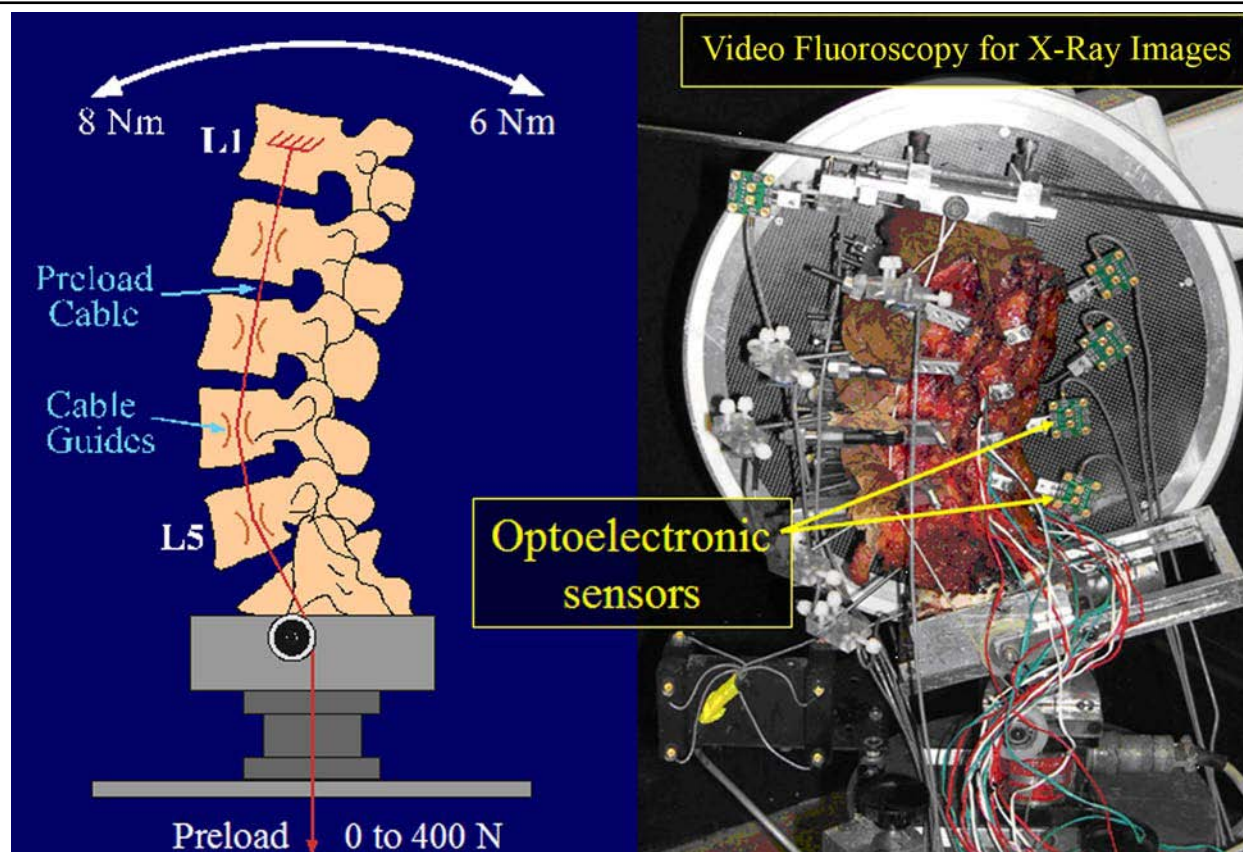 Video Fluoroscopy for X-Ray Images
8 Nm
6 Nm
L1
Preload
Cable
Cable
Guides
L5
Optoelectronic
sensors
Preload 0 to 400 N